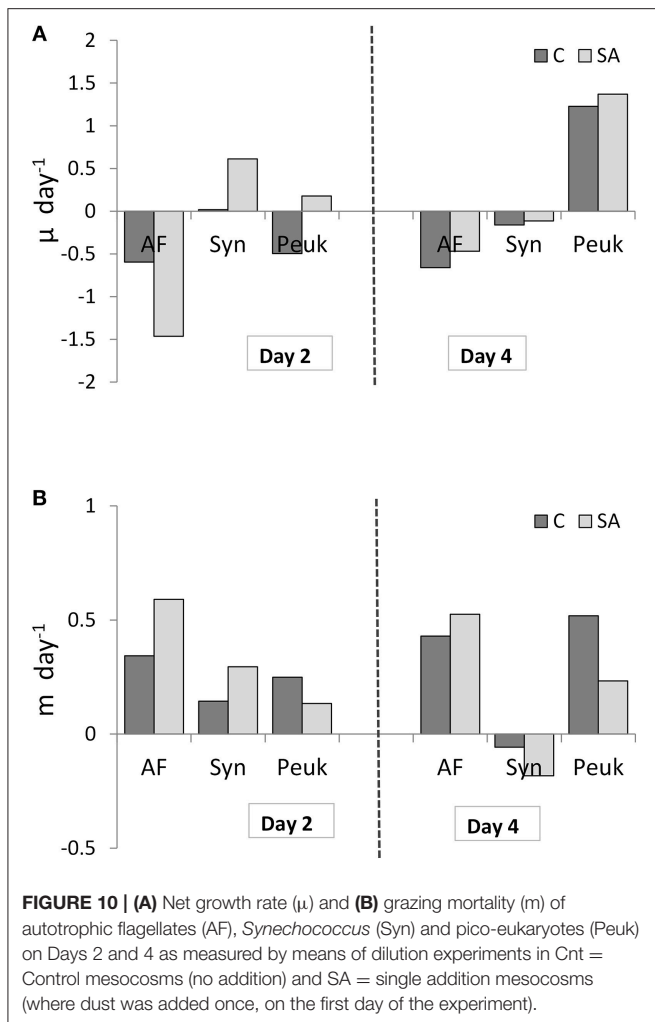 A
2
1.5
1
0.5
0
-0.5
-1
-1.5
-2
μ day-1
C SA
AF Syn Peuk AF Syn Peuk
Day 2 Day 4
B
1
0.5
0
-0.5
m day-1
C SA
AF Syn Peuk AF Syn Peuk
Day 2 Day 4
FIGURE 10 | (A) Net growth rate (μ) and (B) grazing mortality (m) of
autotrophic flagellates (AF), Synechococcus (Syn) and pico-eukaryotes (Peuk)
on Days 2 and 4 as measured by means of dilution experiments in Cnt =
Control mesocosms (no addition) and SA = single addition mesocosms
(where dust was added once, on the first day of the experiment).